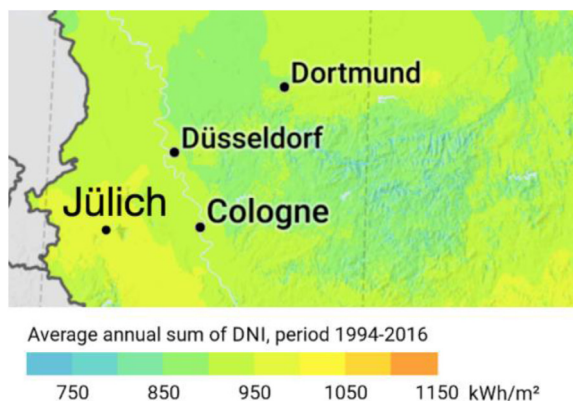 Dortmund
Düsseldorf
Jülich
Cologne
Average annual sum of DNI, period 1994-2016
750 850 950 1050 1150 kWh/m²